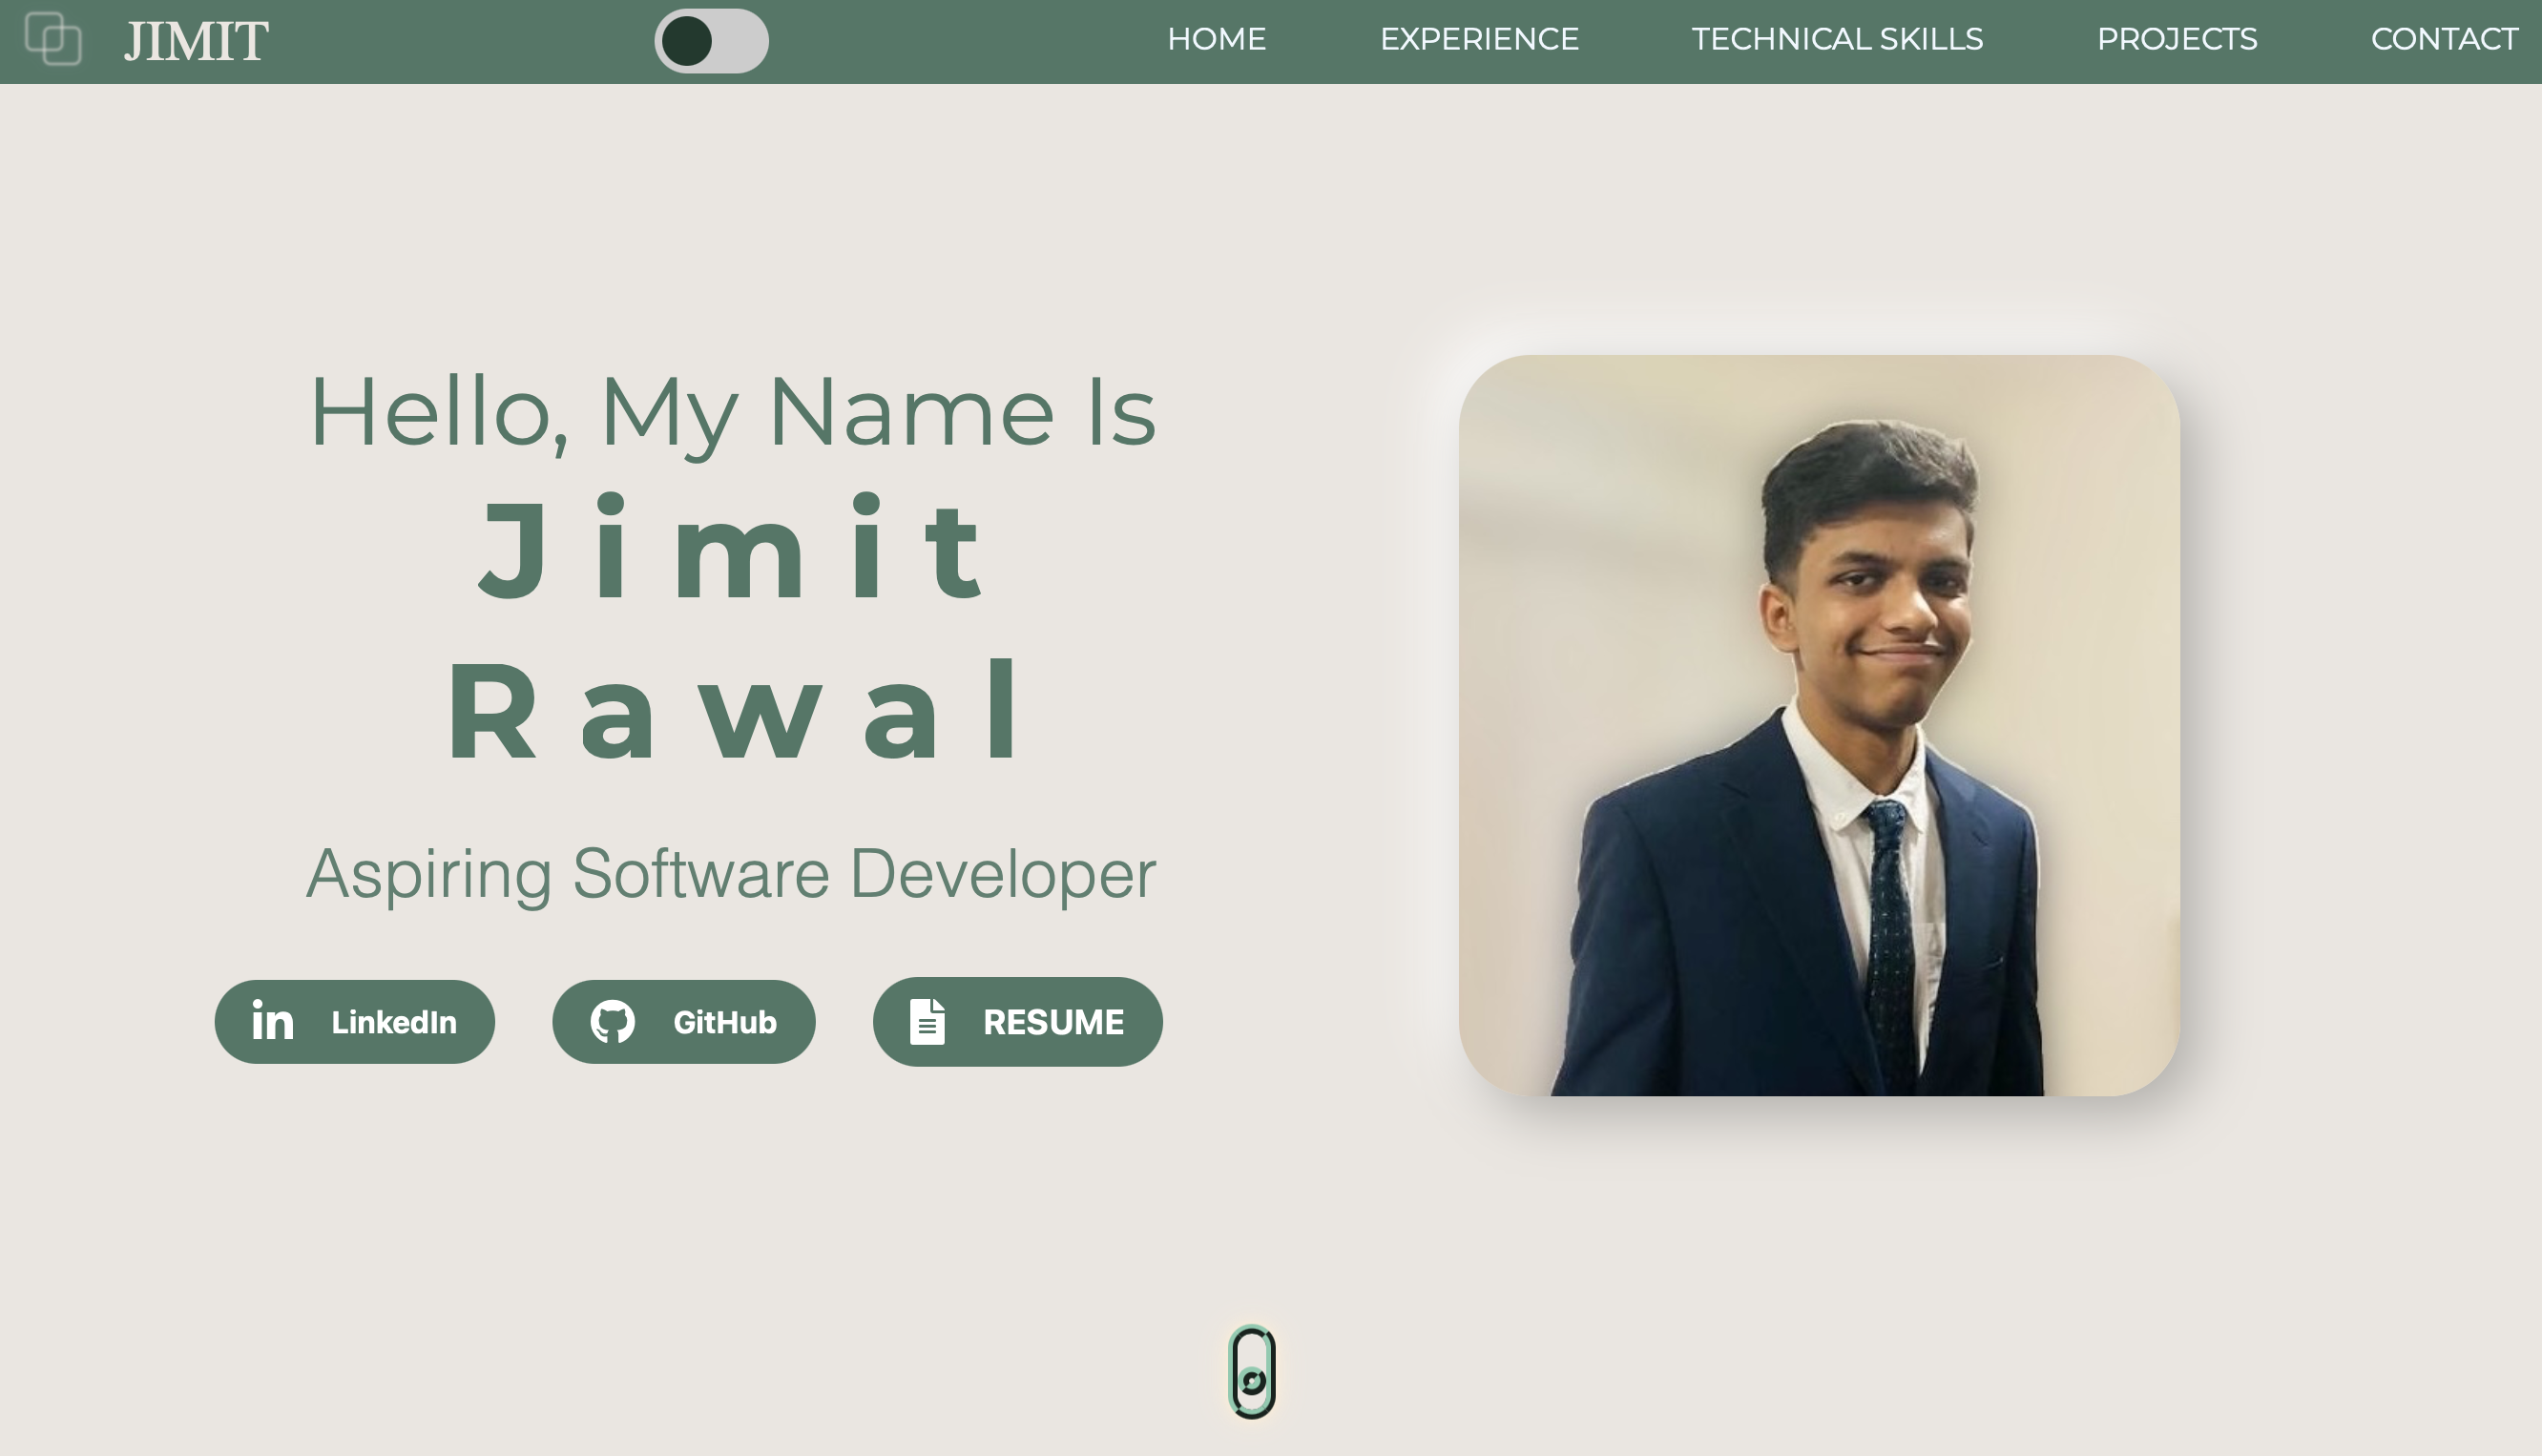 JIMIT
HOME EXPERIENCE TECHNICAL SKILLS PROJECTS CONTACT
Hello, My Name Is
Jimit
Rawal
Aspiring Software Developer
LinkedIn GitHub RESUME